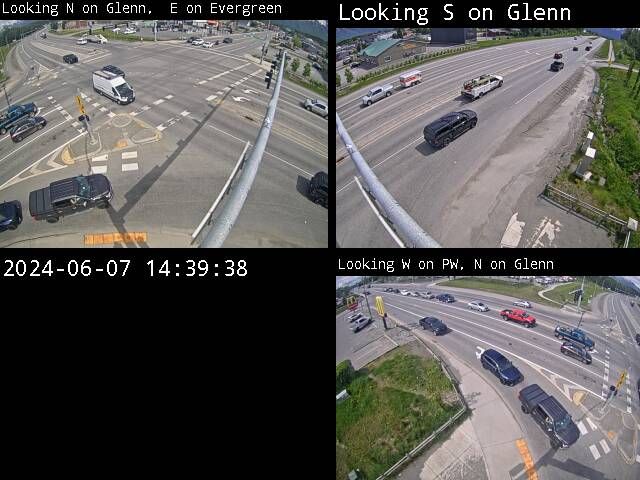 Looking N on Glenn,  E on Evergreen
Looking S on Glenn
2024-06-07 14:39:38
Looking W on PW, N on Glenn